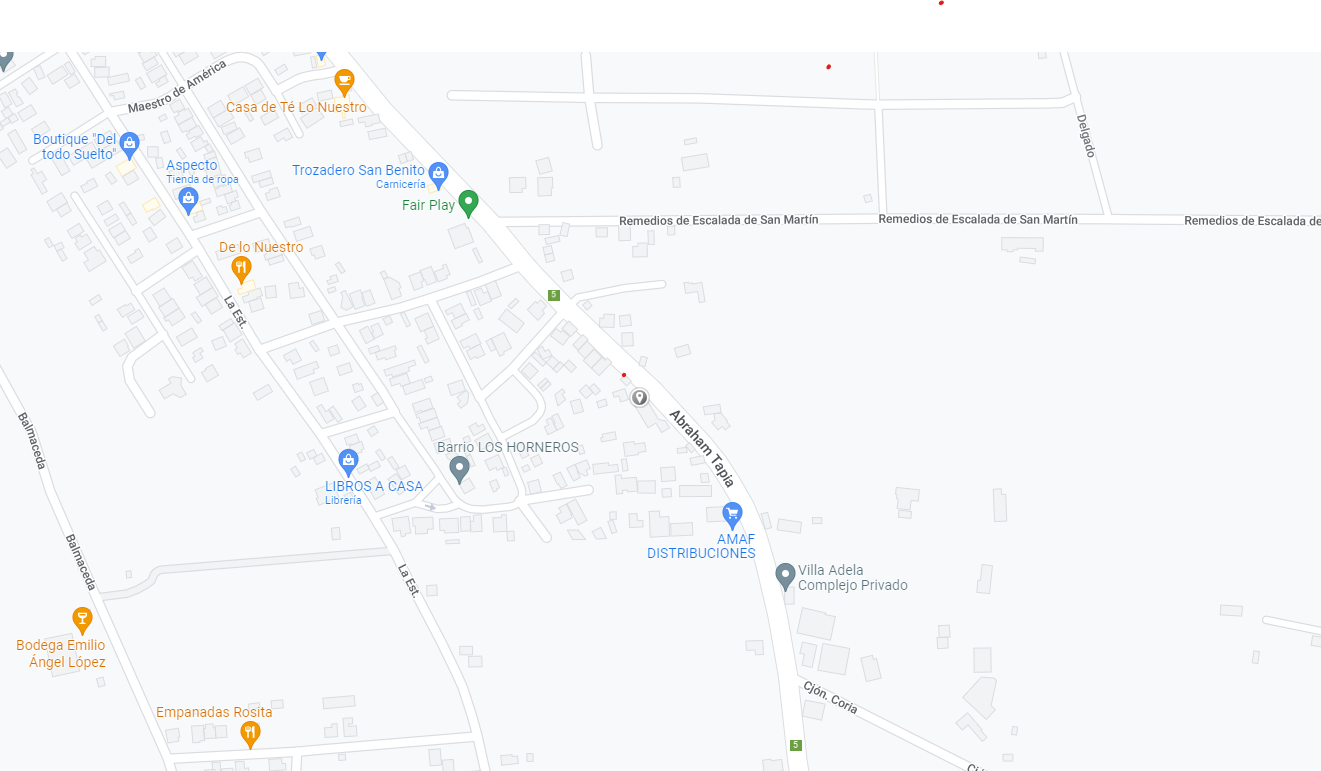 Maestro de América
Casa de Té Lo Nuestro
Boutique "Del
todo Suelto"
Aspecto
Tienda de ropa
Trozadero San Benito
Carnicería
Fair Play
Delgado
Remedios de Escalada de San Martín
Remedios de Escalada de San Martín
Remedios de Escalada de
De lo Nuestro
La Est.
5
Balmaceda
Abraham Tapia
Barrio LOS HORNEROS
LIBROS A CASA
Librería
AMAF
DISTRIBUCIONES
Balmaceda
La Est.
Villa Adela
Complejo Privado
Bodega Emilio
Ángel López
Cjón. Coria
Empanadas Rosita
5